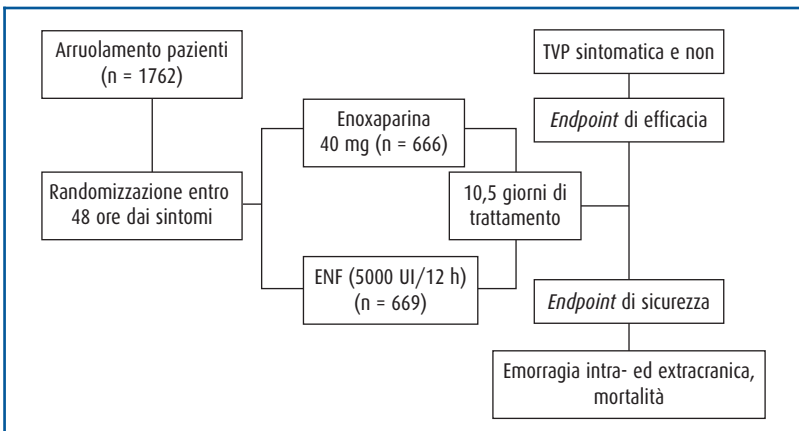 Arruolamento pazienti
(n = 1762)
Randomizzazione entro
48 ore dai sintomi
Enoxaparina
40 mg (n = 666)
ENF (5000 UI/12 h)
(n = 669)
10,5 giorni di
trattamento
TVP sintomatica e non
Endpoint di efficacia
Endpoint di sicurezza
Emorragia intra- ed extracranica,
mortalità